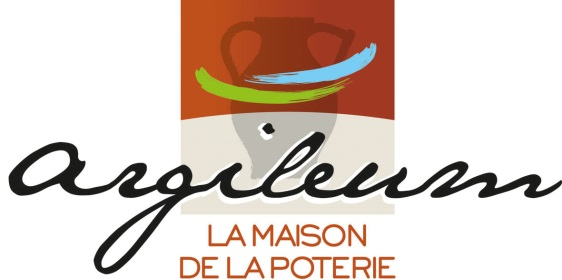 argileum
LA MAISON
DE LA POTERIE